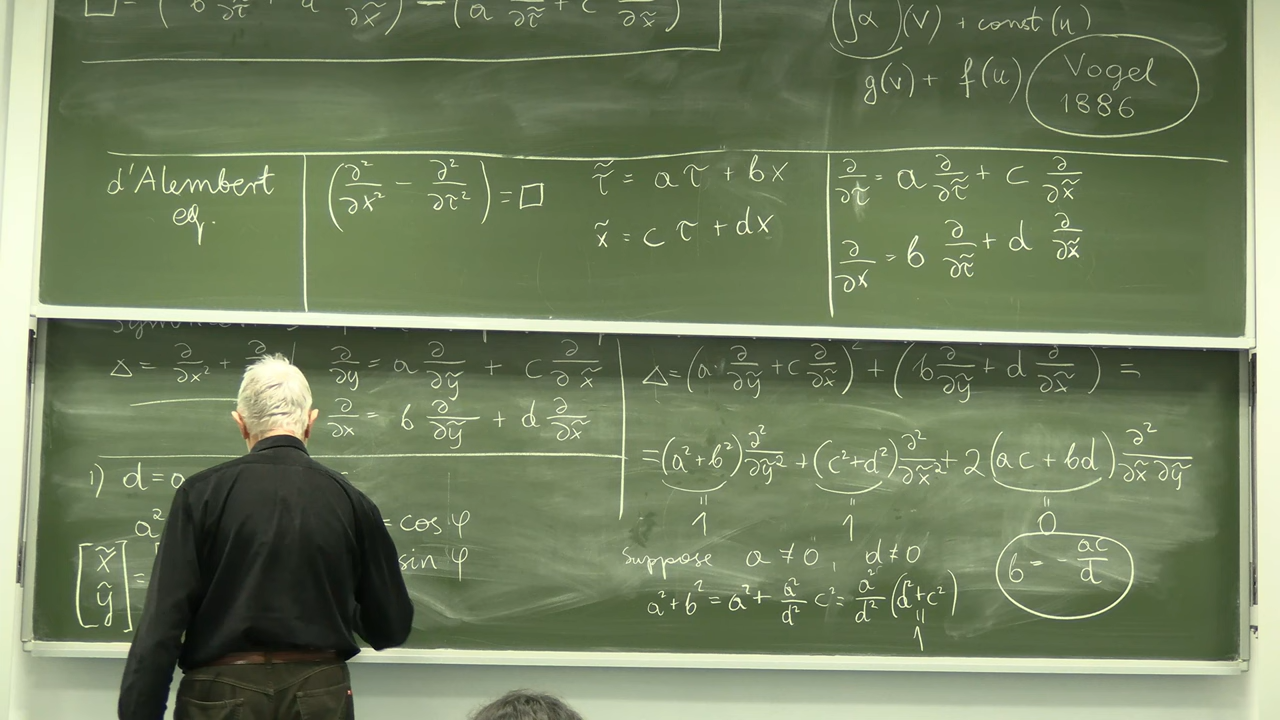 □ = (b ∂/∂τ̃ + d ∂/∂x̃) − (a ∂/∂τ̃ + c ∂/∂x̃)
(∫α)(v) + const(u)
g(v) + f(u)
Vogel
1886
d'Alembert
eq.
(∂²/∂x² − ∂²/∂τ²) = □
τ̃ = aτ + bx
x̃ = cτ + dx
∂/∂τ = a ∂/∂τ̃ + c ∂/∂x̃
∂/∂x = b ∂/∂τ̃ + d ∂/∂x̃
Δ = ∂/∂x² + ∂
∂/∂y = a ∂/∂ỹ + c ∂/∂x̃
∂/∂x = b ∂/∂ỹ + d ∂/∂x̃
1) d = a
a²
= cos φ
sin φ
[x̃ ỹ] =
Δ = (a ∂/∂ỹ + c ∂/∂x̃)² + (b ∂/∂ỹ + d ∂/∂x̃) =
= (a² + b²) ∂²/∂ỹ² + (c² + d²) ∂²/∂x̃² + 2 (ac + bd) ∂²/∂x̃∂ỹ
= 1
= 1
= 0
Suppose a ≠ 0, d ≠ 0
b = − ac/d
a² + b² = a² + a²/d² c² = a²/d² (d² + c²)
= 1